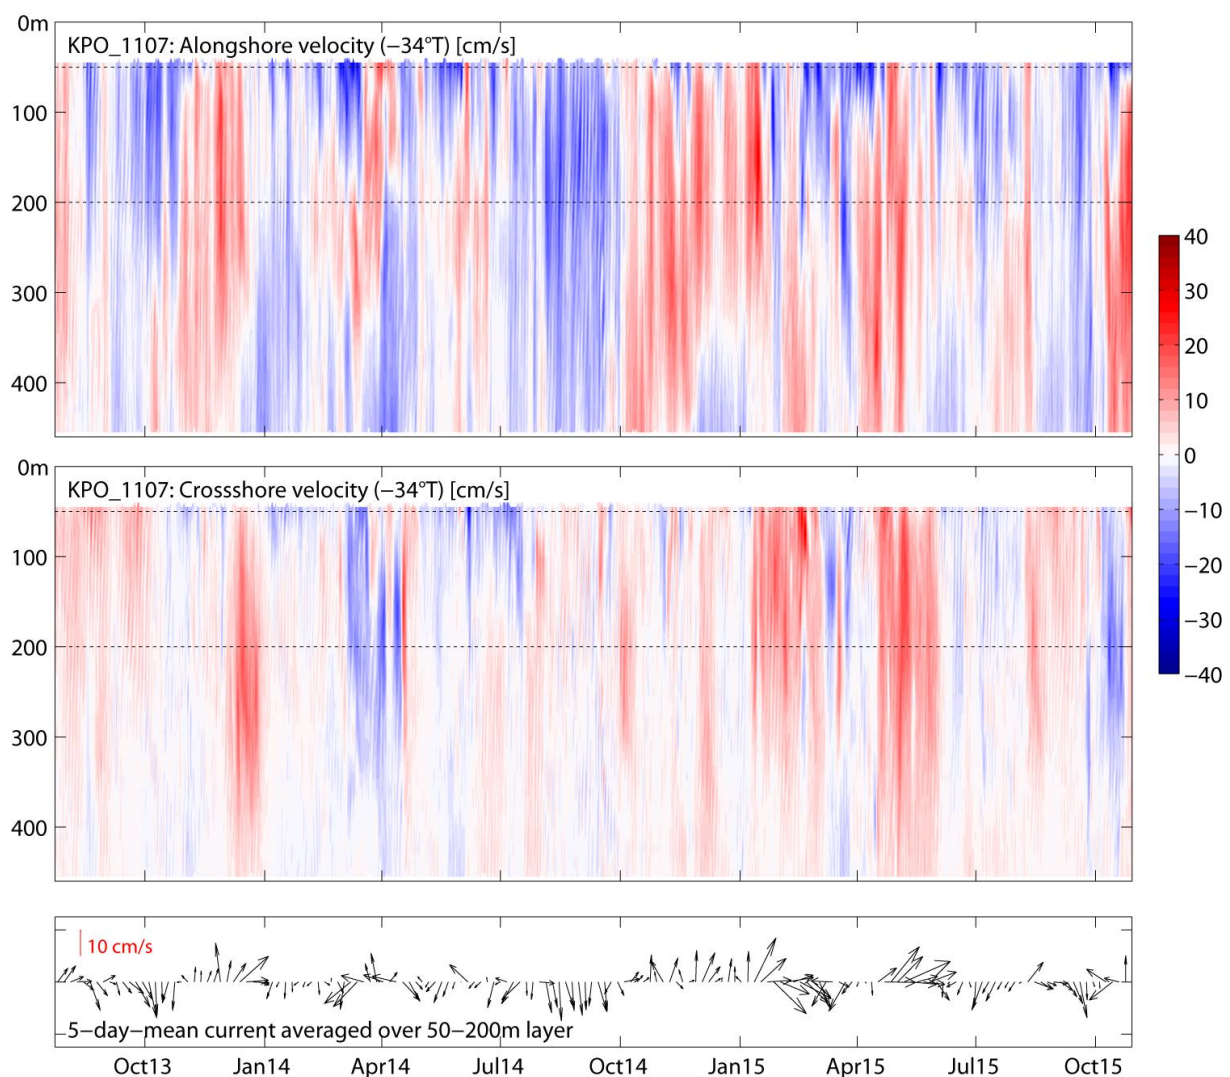 0m
KPO_1107: Alongshore velocity (−34°T) [cm/s]
100
200
300
400
0m
KPO_1107: Crossshore velocity (−34°T) [cm/s]
100
200
300
400
40
30
20
10
0
−10
−20
−30
−40
10 cm/s
5−day−mean current averaged over 50−200m layer
Oct13 Jan14 Apr14 Jul14 Oct14 Jan15 Apr15 Jul15 Oct15